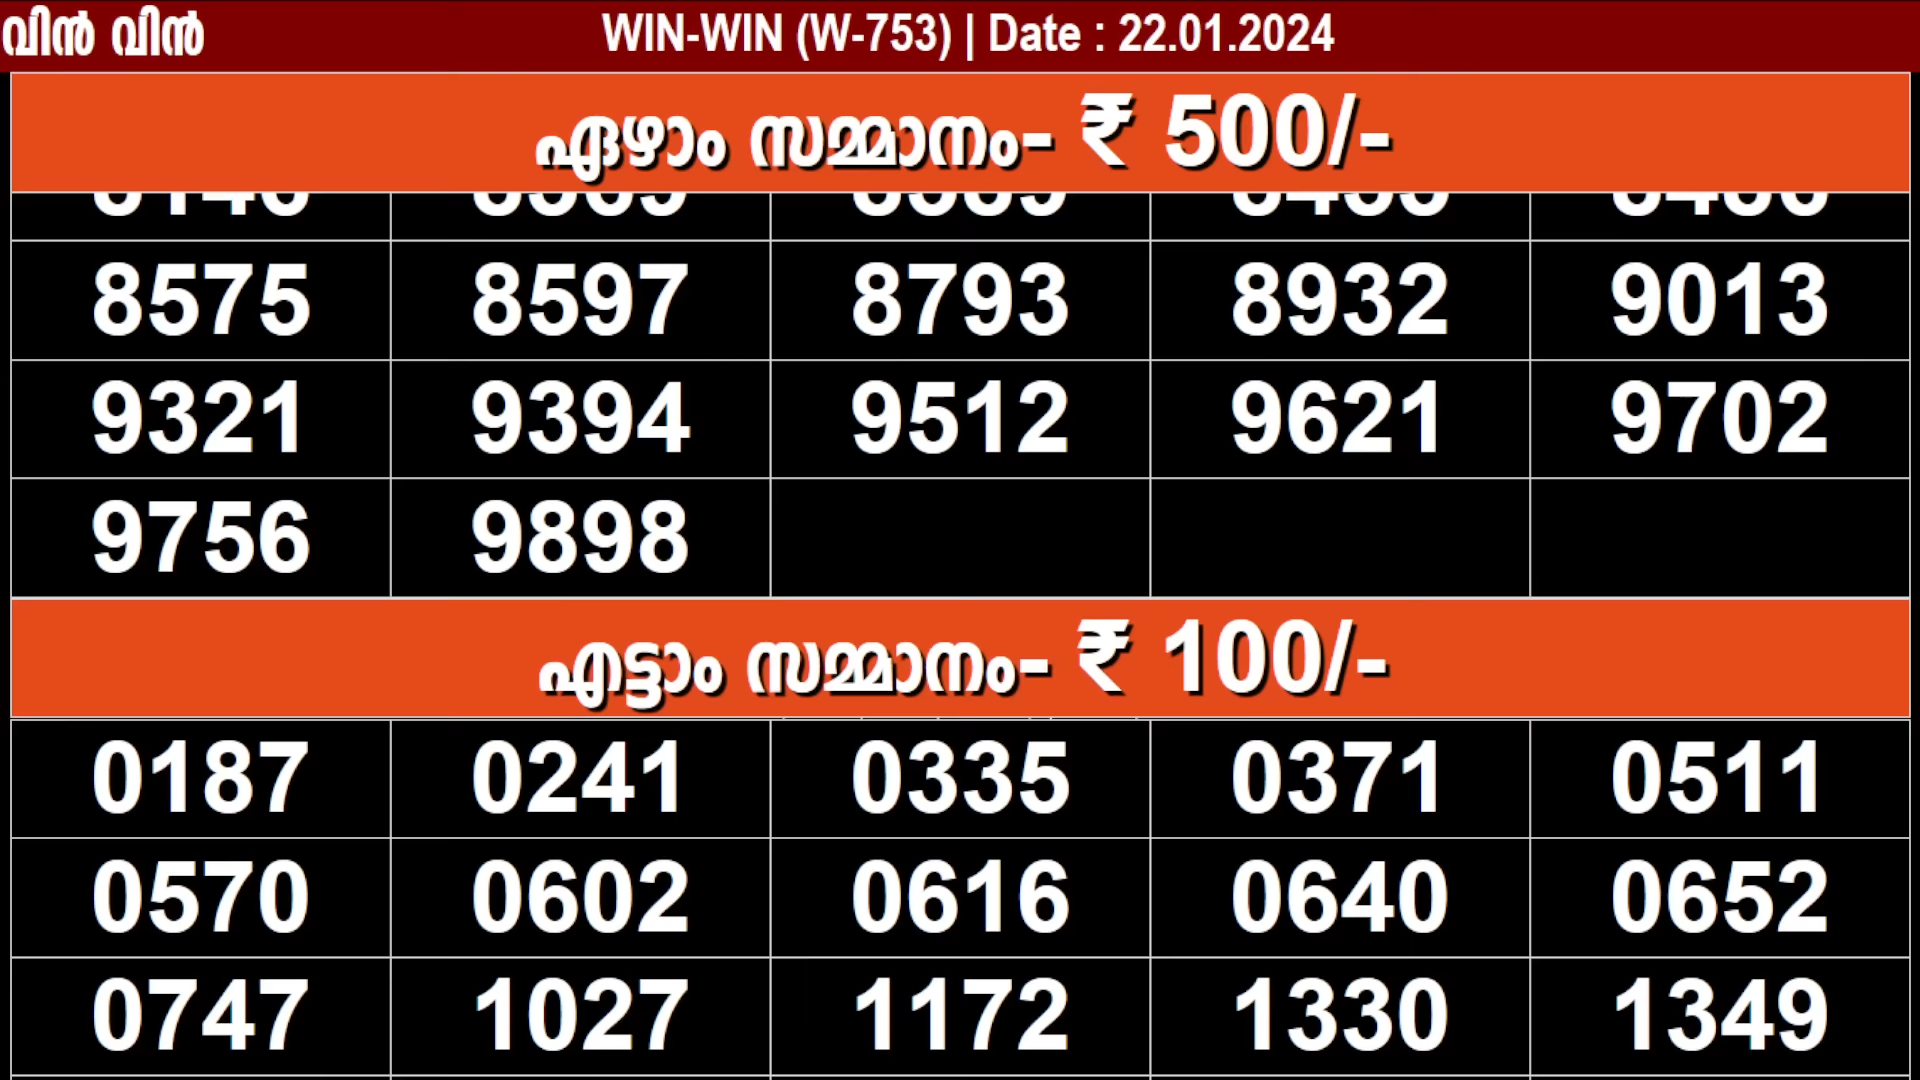 വിൻ വിൻ WIN-WIN (W-753) | Date : 22.01.2024
ഏഴാം സമ്മാനം- ₹ 500/-
8575 8597 8793 8932 9013
9321 9394 9512 9621 9702
9756 9898
എട്ടാം സമ്മാനം- ₹ 100/-
0187 0241 0335 0371 0511
0570 0602 0616 0640 0652
0747 1027 1172 1330 1349